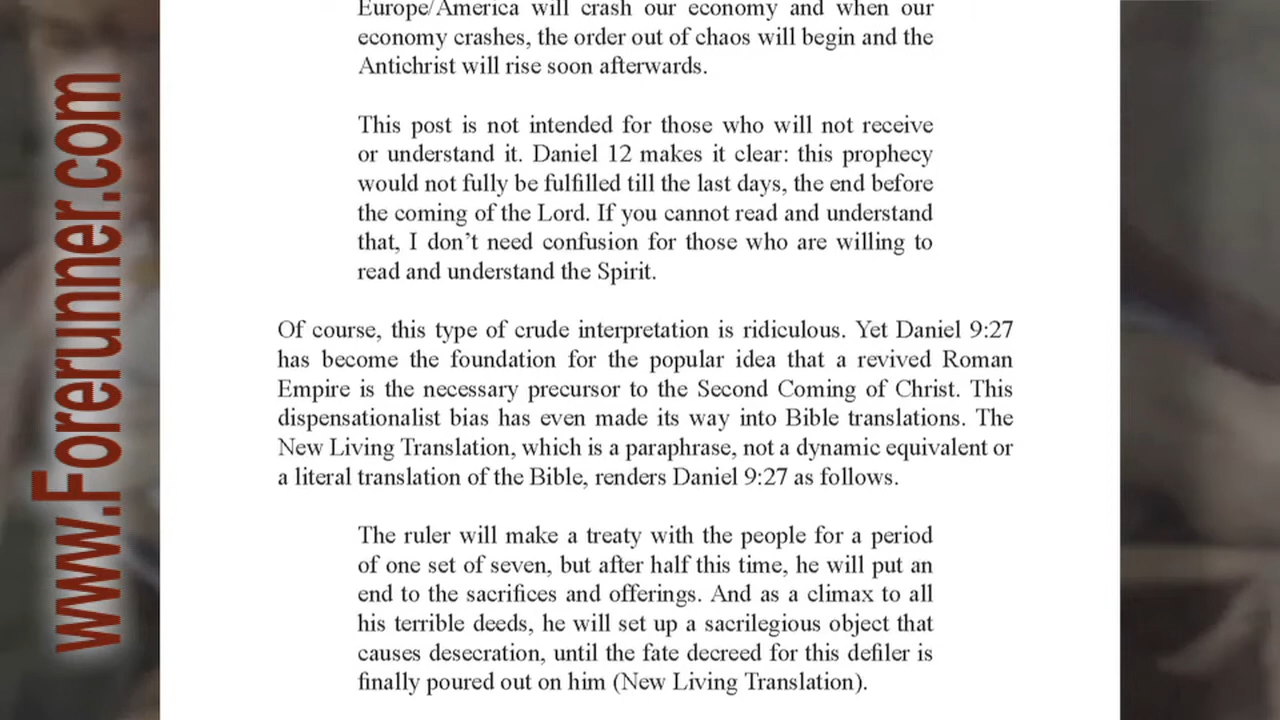 www.Forerunner.com
Europe/America will crash our economy and when our
economy crashes, the order out of chaos will begin and the
Antichrist will rise soon afterwards.
This post is not intended for those who will not receive
or understand it. Daniel 12 makes it clear: this prophecy
would not fully be fulfilled till the last days, the end before
the coming of the Lord. If you cannot read and understand
that, I don’t need confusion for those who are willing to
read and understand the Spirit.
Of course, this type of crude interpretation is ridiculous. Yet Daniel 9:27
has become the foundation for the popular idea that a revived Roman
Empire is the necessary precursor to the Second Coming of Christ. This
dispensationalist bias has even made its way into Bible translations. The
New Living Translation, which is a paraphrase, not a dynamic equivalent or
a literal translation of the Bible, renders Daniel 9:27 as follows.
The ruler will make a treaty with the people for a period
of one set of seven, but after half this time, he will put an
end to the sacrifices and offerings. And as a climax to all
his terrible deeds, he will set up a sacrilegious object that
causes desecration, until the fate decreed for this defiler is
finally poured out on him (New Living Translation).